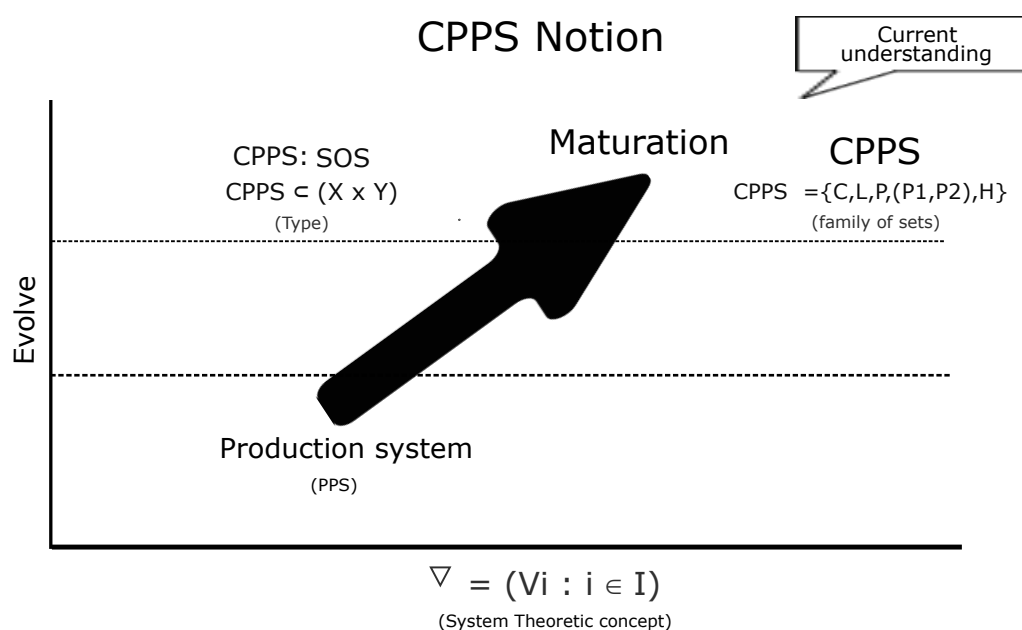 CPPS Notion
Current
understanding
Maturation
CPPS: SOS
CPPS ⊂ (X x Y)
(Type)
CPPS
CPPS ={C,L,P,(P1,P2),H}
(family of sets)
Evolve
Production system
(PPS)
▽ = (Vi : i ∈ I)
(System Theoretic concept)